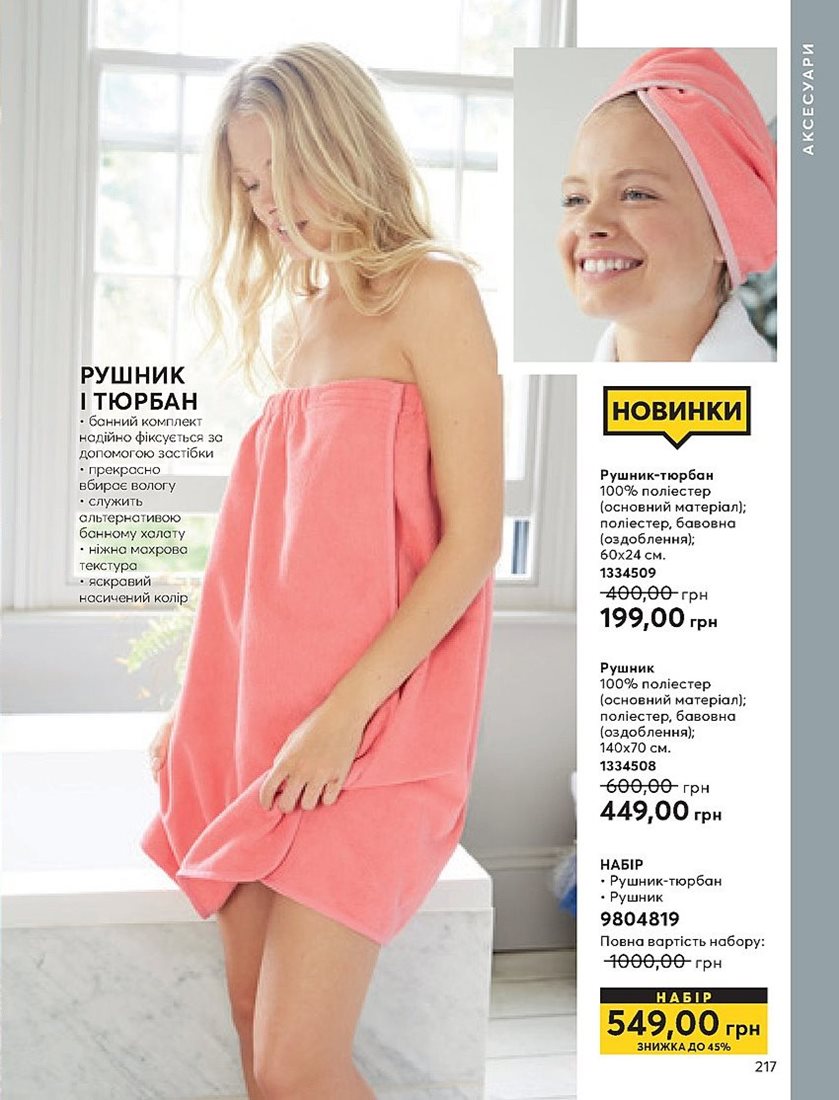 АКСЕСУАРИ
РУШНИК
І ТЮРБАН
• банний комплект
надійно фіксується за
допомогою застібки
• прекрасно
вбирає вологу
• служить
альтернативою
банному халату
• ніжна махрова
текстура
• яскравий
насичений колір
НОВИНКИ
Рушник-тюрбан
100% поліестер
(основний матеріал);
поліестер, бавовна
(оздоблення);
60х24 см.
1334509
400,00 грн
199,00 грн
Рушник
100% поліестер
(основний матеріал);
поліестер, бавовна
(оздоблення);
140х70 см.
1334508
600,00 грн
449,00 грн
НАБІР
• Рушник-тюрбан
• Рушник
9804819
Повна вартість набору:
1000,00 грн
НАБІР
549,00 грн
ЗНИЖКА ДО 45%
217